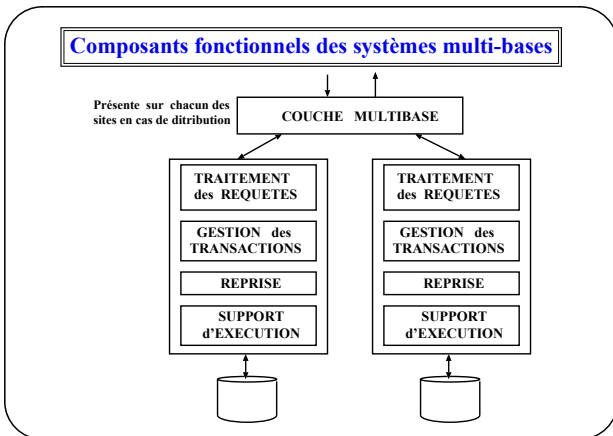 Composants fonctionnels des systèmes multi-bases
Présente sur chacun des
sites en cas de ditribution
COUCHE MULTIBASE
TRAITEMENT
des REQUETES
GESTION des
TRANSACTIONS
REPRISE
SUPPORT
d'EXECUTION
TRAITEMENT
des REQUETES
GESTION des
TRANSACTIONS
REPRISE
SUPPORT
d'EXECUTION